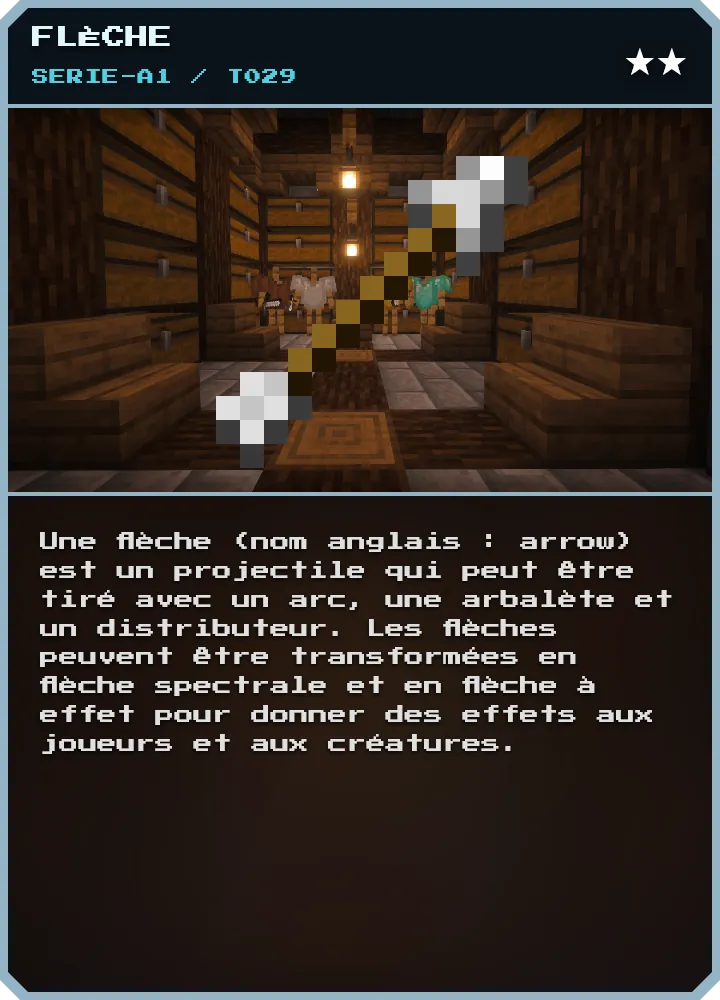 FLèCHE
SERIE-A1 / T029
★★
Une flèche (nom anglais : arrow)
est un projectile qui peut être
tiré avec un arc, une arbalète et
un distributeur. Les flèches
peuvent être transformées en
flèche spectrale et en flèche à
effet pour donner des effets aux
joueurs et aux créatures.